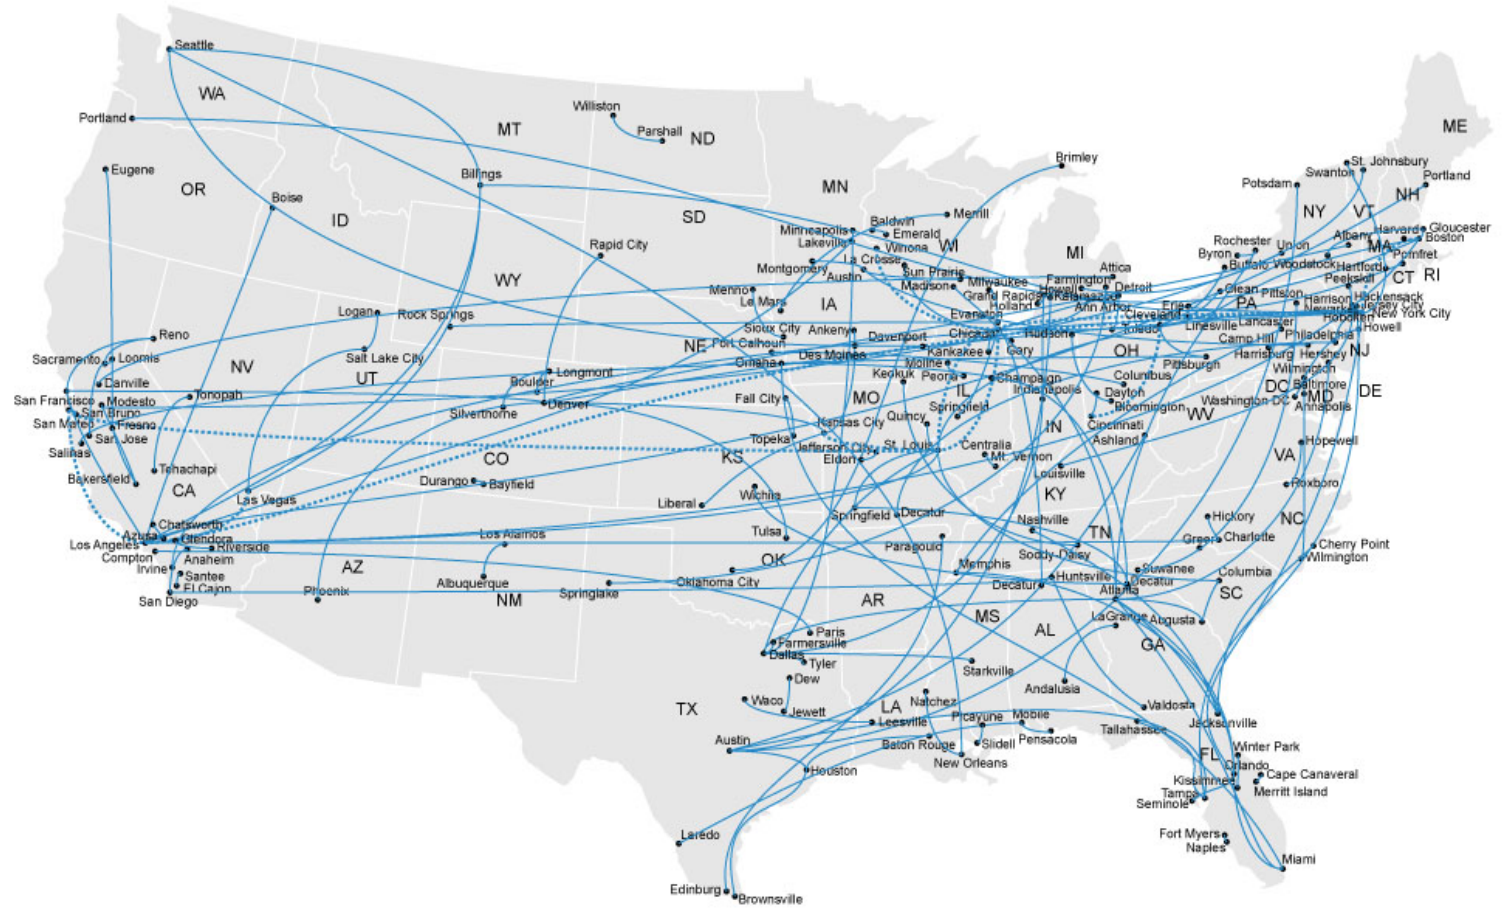 Seattle
WA
Portland
Williston
Parshall
ND
MT
ME
Brimley
Eugene
OR
Boise
Billings
ID
MN
St. Johnsbury
Swanton
Potsdam
Portland
NH
NY
VT
SD
Merrill
Baldwin
Emerald
Minneapolis
Lakeville
Winona
WI
Gloucester
Harvard
Boston
Albany
MA
Rapid City
MI
Rochester
Union
Byron
Buffalo
Woodstock
Hartford
Pomfret
CT
RI
Peekskill
La Crosse
Montgomery
Austin
Sun Prairie
Madison
Milwaukee
Attica
Farmington
Howell
Detroit
Grand Rapids
Kalamazoo
Holland
Ann Arbor
WY
Menno
Le Mars
IA
Olean
Pittston
PA
Harrison
Hackensack
Newark
Jersey City
Hoboken
New York City
Howell
Logan
Rock Springs
Evanston
Erie
Cleveland
Linesville
Lancaster
Camp Hill
Philadelphia
NJ
Harrisburg
Hershey
Reno
Sioux City
Ankeny
Davenport
Chicago
Hudson
Toledo
Sacramento
Loomis
Salt Lake City
NE
Fort Calhoun
Des Moines
Kankakee
Gary
OH
Pittsburgh
NV
UT
Omaha
Moline
Longmont
Boulder
Keokuk
Peoria
Champaign
Columbus
Wilmington
Danville
Tonopah
Indianapolis
DC
Baltimore
MD
DE
Washington DC
Annapolis
San Francisco
Modesto
San Bruno
Silverthorne
Denver
Fall City
MO
IL
Springfield
Dayton
Bloomington
WV
San Mateo
Fresno
San Jose
Kansas City
Quincy
Cincinnati
IN
Ashland
Salinas
Topeka
Jefferson City
St. Louis
Centralia
Hopewell
Eldon
Mt. Vernon
VA
Tehachapi
CO
KS
Louisville
Bakersfield
CA
Durango
Bayfield
Wichita
Roxboro
Las Vegas
Liberal
KY
Springfield
Decatur
Hickory
NC
Chatsworth
Azusa
Glendora
Los Alamos
Tulsa
Nashville
TN
Greer
Charlotte
Cherry Point
Los Angeles
Riverside
Paragould
Soddy-Daisy
Wilmington
Compton
Anaheim
Irvine
AZ
OK
Memphis
Suwanee
Santee
El Cajon
Albuquerque
Springlake
Oklahoma City
Decatur
Huntsville
Decatur
Columbia
San Diego
Phoenix
NM
AR
Atlanta
SC
MS
LaGrange
Augusta
AL
Paris
Farmersville
GA
Dallas
Tyler
Starkville
Dew
Andalusia
Waco
Jewett
Natchez
LA
Valdosta
TX
Leesville
Picayune
Mobile
Jacksonville
Tallahassee
Austin
Baton Rouge
Slidell
Pensacola
New Orleans
FL
Winter Park
Orlando
Houston
Kissimmee
Cape Canaveral
Tampa
Merritt Island
Seminole
Laredo
Fort Myers
Naples
Miami
Edinburg
Brownsville